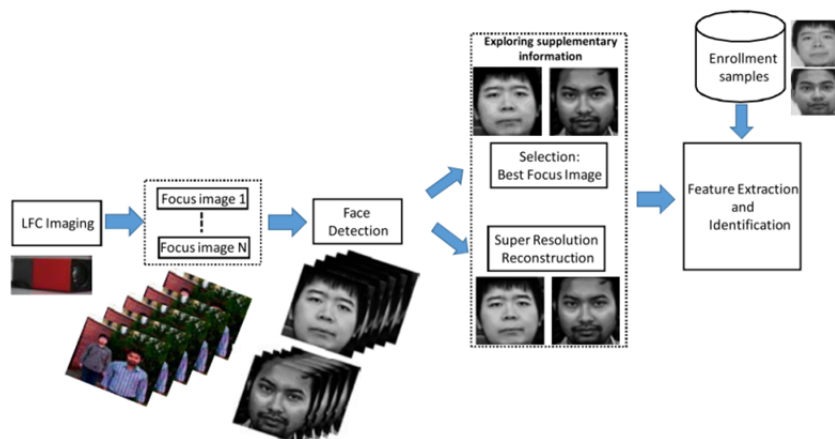 LFC Imaging
Focus image 1
Focus image N
Face
Detection
Exploring supplementary
information
Selection:
Best Focus Image
Super Resolution
Reconstruction
Enrollment
samples
Feature Extraction
and
Identification